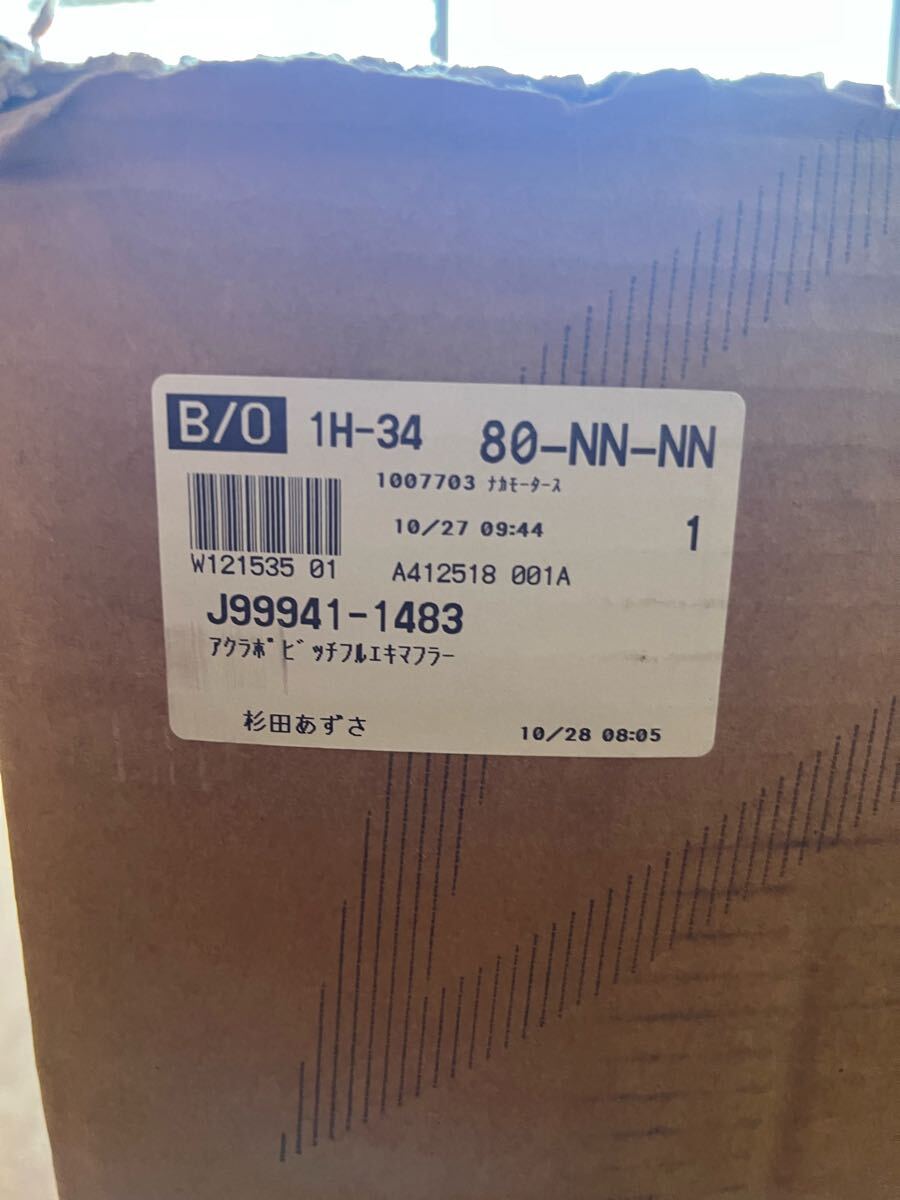 B/O 1H-34 80-NN-NN
1007703 ﾅｶﾓｰﾀｰｽ
10/27 09:44 1
W121535 01 A412518 001A
J99941-1483
ｱｸﾗﾎﾟﾋﾞｯﾁﾌﾙｴｷﾏﾌﾗｰ
杉田あずさ 10/28 08:05